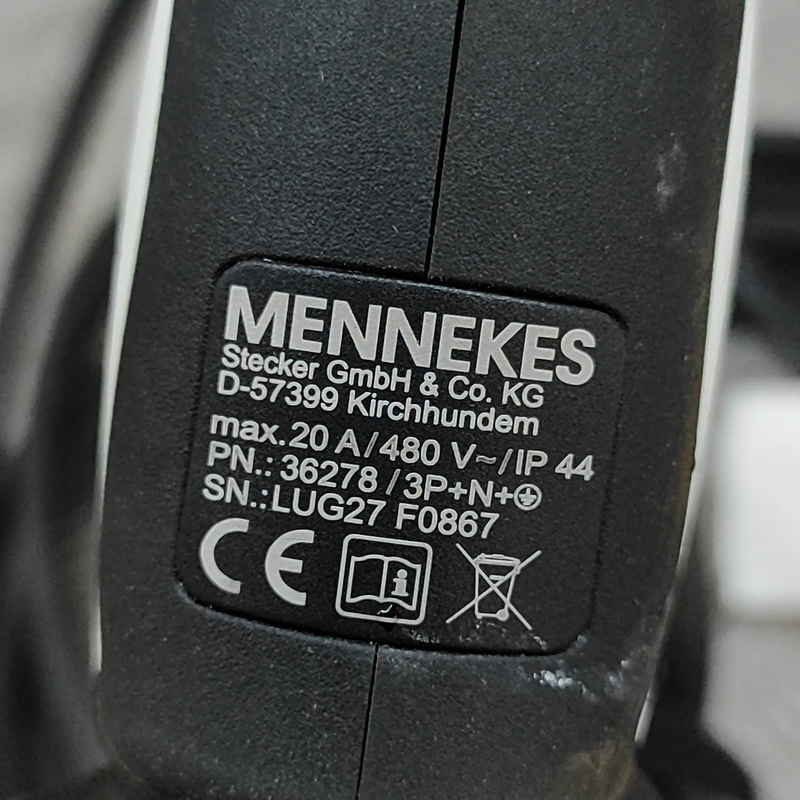 MENNEKES
Stecker GmbH & Co. KG
D-57399 Kirchhundem
max.20 A/480 V~/IP 44
PN.: 36278 / 3P+N+⏚
SN.:LUG27 F0867
CE